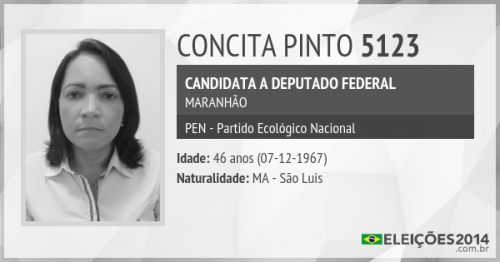 CONCITA PINTO 5123
CANDIDATA A DEPUTADO FEDERAL
MARANHÃO
PEN - Partido Ecológico Nacional
Idade: 46 anos (07-12-1967)
Naturalidade: MA - São Luis
ELEIÇÕES2014
.com.br